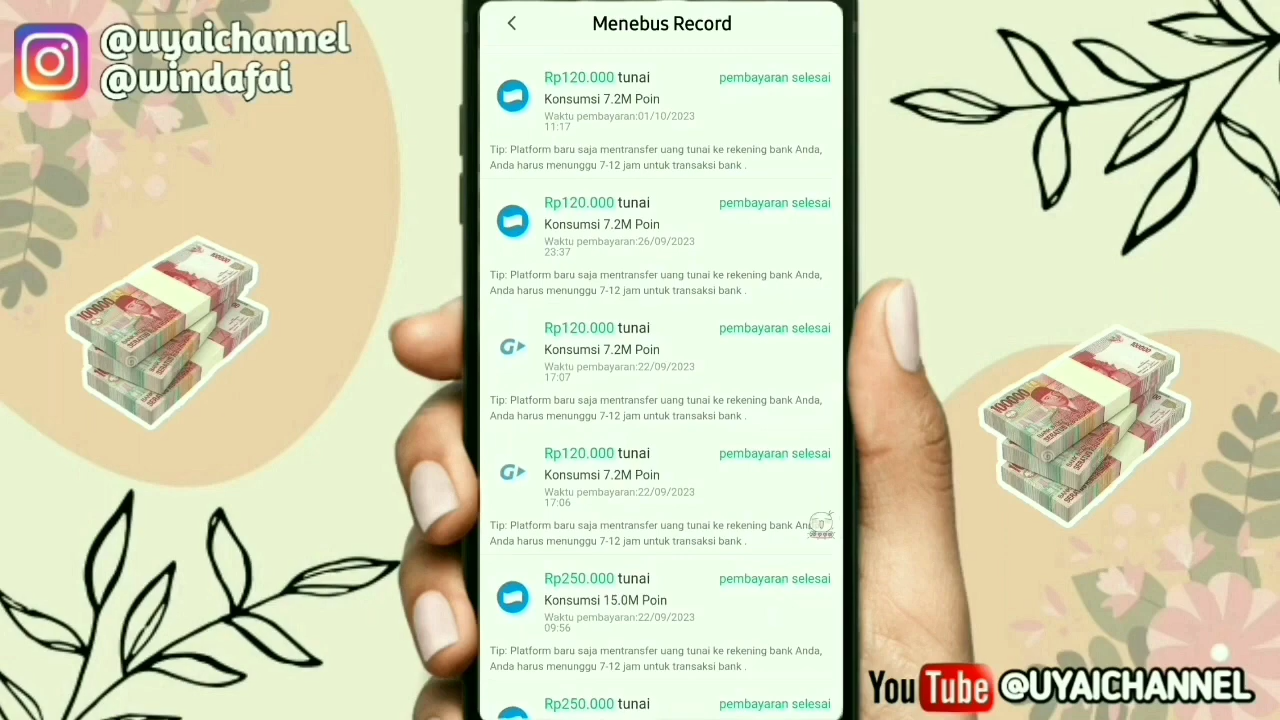 @uyaichannel
@windafai
Menebus Record
Rp120.000 tunai pembayaran selesai
Konsumsi 7.2M Poin
Waktu pembayaran:01/10/2023
11:17
Tip: Platform baru saja mentransfer uang tunai ke rekening bank Anda,
Anda harus menunggu 7-12 jam untuk transaksi bank .
Rp120.000 tunai pembayaran selesai
Konsumsi 7.2M Poin
Waktu pembayaran:26/09/2023
23:37
Tip: Platform baru saja mentransfer uang tunai ke rekening bank Anda,
Anda harus menunggu 7-12 jam untuk transaksi bank .
Rp120.000 tunai pembayaran selesai
Konsumsi 7.2M Poin
Waktu pembayaran:22/09/2023
17:07
Tip: Platform baru saja mentransfer uang tunai ke rekening bank Anda,
Anda harus menunggu 7-12 jam untuk transaksi bank .
Rp120.000 tunai pembayaran selesai
Konsumsi 7.2M Poin
Waktu pembayaran:22/09/2023
17:06
Tip: Platform baru saja mentransfer uang tunai ke rekening bank
Anda harus menunggu 7-12 jam untuk transaksi bank .
Rp250.000 tunai pembayaran selesai
Konsumsi 15.0M Poin
Waktu pembayaran:22/09/2023
09:56
Tip: Platform baru saja mentransfer uang tunai ke rekening bank Anda,
Anda harus menunggu 7-12 jam untuk transaksi bank .
Rp250.000 tunai pembayaran selesai
100000
100000
100000
100000
YouTube @UYAICHANNEL